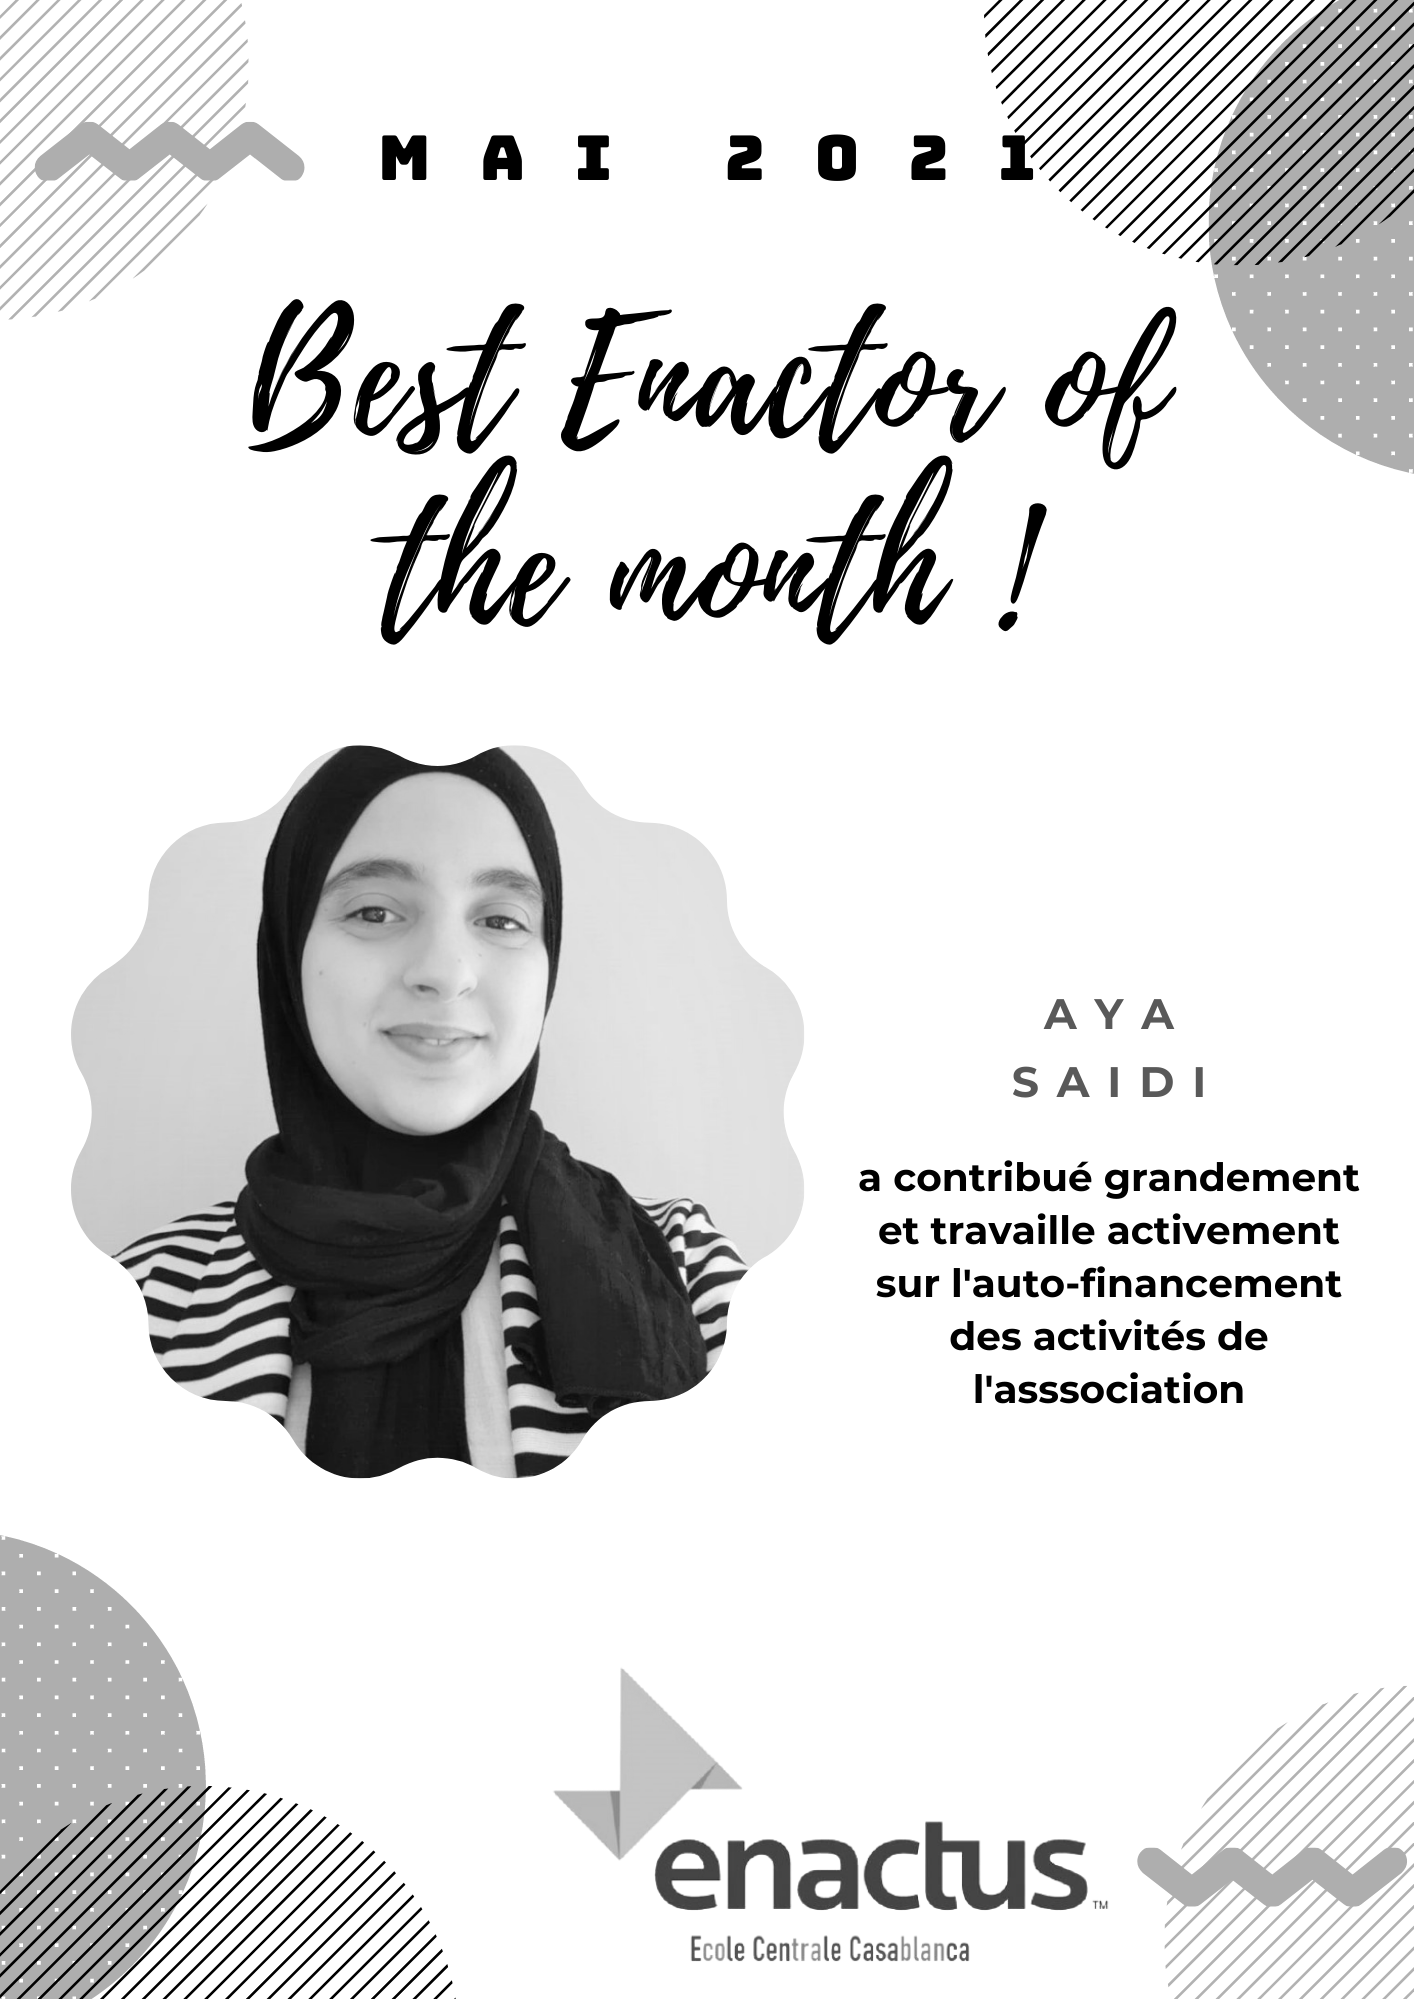 MAI 2021
Best Enactor of
the month !
AYA
SAIDI
a contribué grandement
et travaille activement
sur l'auto-financement
des activités de
l'asssociation
enactus™
Ecole Centrale Casablanca